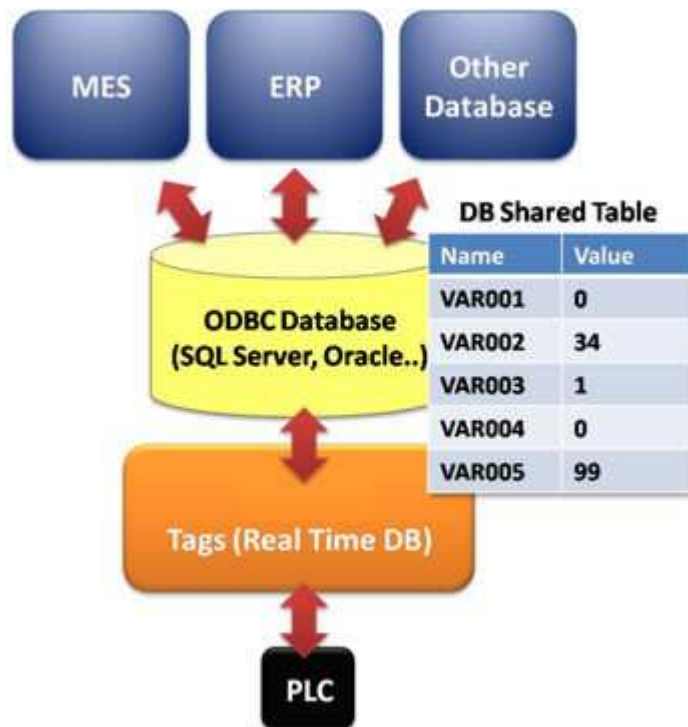 MES
ERP
Other
Database
DB Shared Table
Name Value
VAR001 0
VAR002 34
VAR003 1
VAR004 0
VAR005 99
ODBC Database
(SQL Server, Oracle..)
Tags (Real Time DB)
PLC